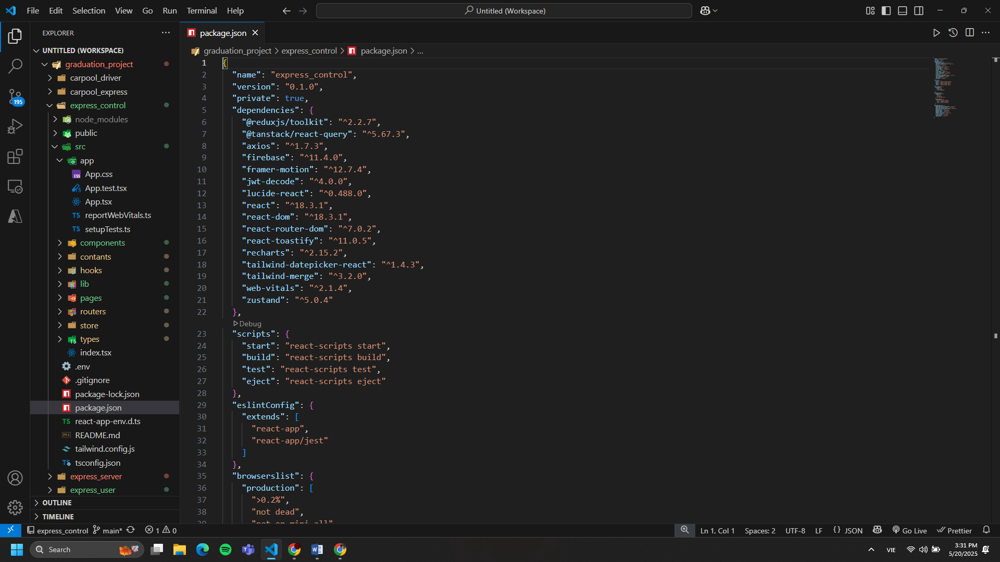 File Edit Selection View Go Run Terminal Help
Untitled (Workspace)
EXPLORER
UNTITLED (WORKSPACE)
graduation_project
carpool_driver
carpool_express
express_control
node_modules
public
src
app
App.css
App.test.tsx
App.tsx
TS reportWebVitals.ts
TS setupTests.ts
components
contants
hooks
lib
pages
routers
store
types
index.tsx
.env
.gitignore
package-lock.json
package.json
TS react-app-env.d.ts
README.md
tailwind.config.js
TS tsconfig.json
express_server
express_user
OUTLINE
TIMELINE
195
package.json
graduation_project > express_control > package.json > ...
1 {
2 "name": "express_control",
3 "version": "0.1.0",
4 "private": true,
5 "dependencies": {
6 "@reduxjs/toolkit": "^2.2.7",
7 "@tanstack/react-query": "^5.67.3",
8 "axios": "^1.7.3",
9 "firebase": "^11.4.0",
10 "framer-motion": "^12.7.4",
11 "jwt-decode": "^4.0.0",
12 "lucide-react": "^0.488.0",
13 "react": "^18.3.1",
14 "react-dom": "^18.3.1",
15 "react-router-dom": "^7.0.2",
16 "react-toastify": "^11.0.5",
17 "recharts": "^2.15.2",
18 "tailwind-datepicker-react": "^1.4.3",
19 "tailwind-merge": "^3.2.0",
20 "web-vitals": "^2.1.4",
21 "zustand": "^5.0.4"
22 },
Debug
23 "scripts": {
24 "start": "react-scripts start",
25 "build": "react-scripts build",
26 "test": "react-scripts test",
27 "eject": "react-scripts eject"
28 },
29 "eslintConfig": {
30 "extends": [
31 "react-app",
32 "react-app/jest"
33 ]
34 },
35 "browserslist": {
36 "production": [
37 ">0.2%",
38 "not dead",
express_control main* 1 0
Ln 1, Col 1 Spaces: 2 UTF-8 LF {} JSON Go Live Prettier
Search
VIE
3:31 PM
5/20/2025